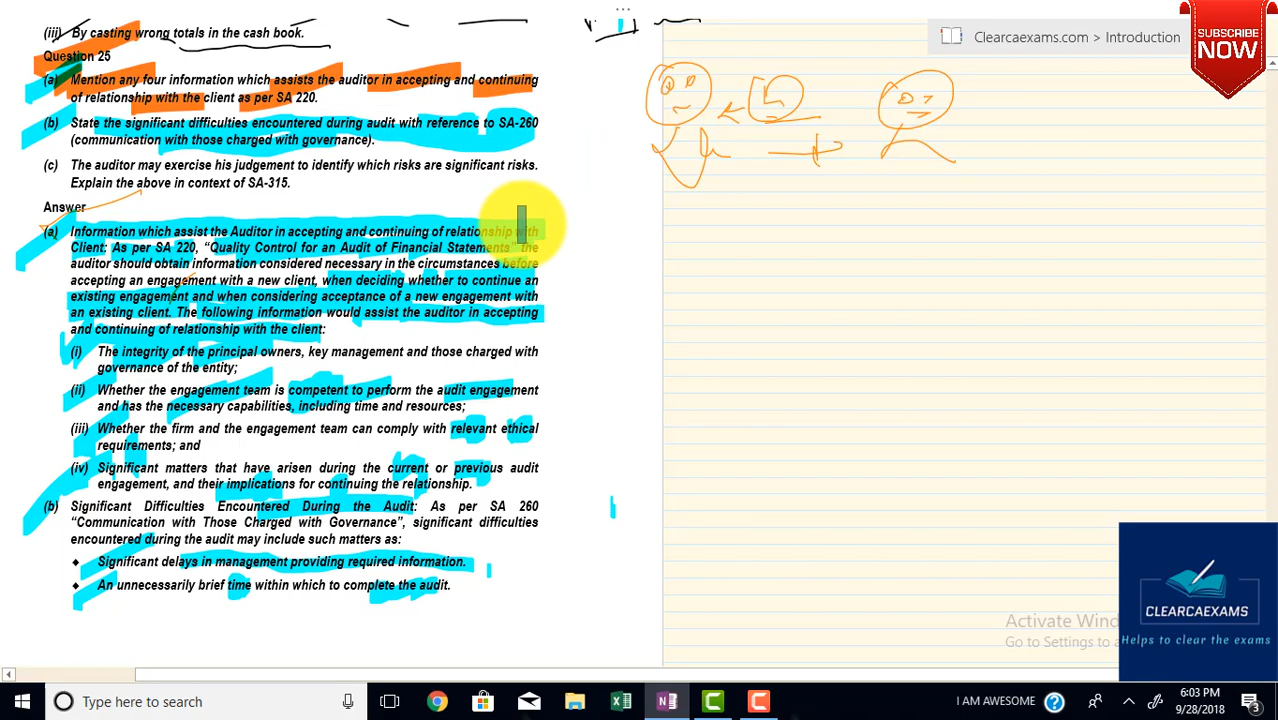 (iii) By casting wrong totals in the cash book.
Question 25
(a) Mention any four information which assists the auditor in accepting and continuing
of relationship with the client as per SA 220.
(b) State the significant difficulties encountered during audit with reference to SA-260
(communication with those charged with governance).
(c) The auditor may exercise his judgement to identify which risks are significant risks.
Explain the above in context of SA-315.
Answer
(a) Information which assist the Auditor in accepting and continuing of relationship with
Client: As per SA 220, “Quality Control for an Audit of Financial Statements” the
auditor should obtain information considered necessary in the circumstances before
accepting an engagement with a new client, when deciding whether to continue an
existing engagement and when considering acceptance of a new engagement with
an existing client. The following information would assist the auditor in accepting
and continuing of relationship with the client:
(i) The integrity of the principal owners, key management and those charged with
governance of the entity;
(ii) Whether the engagement team is competent to perform the audit engagement
and has the necessary capabilities, including time and resources;
(iii) Whether the firm and the engagement team can comply with relevant ethical
requirements; and
(iv) Significant matters that have arisen during the current or previous audit
engagement, and their implications for continuing the relationship.
(b) Significant Difficulties Encountered During the Audit: As per SA 260
“Communication with Those Charged with Governance”, significant difficulties
encountered during the audit may include such matters as:
♦ Significant delays in management providing required information.
♦ An unnecessarily brief time within which to complete the audit.
Clearcaexams.com > Introduction
SUBSCRIBE
NOW
Activate Wind
Go to Settings to a
CLEARCAEXAMS
Helps to clear the exams
Type here to search
I AM AWESOME
6:03 PM
9/28/2018
3